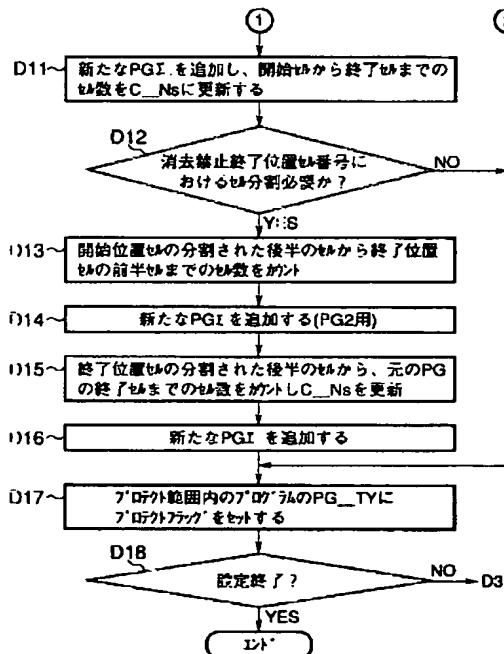 ①
D11 新たなPGIを追加し、開始セルから終了セルまでの
セル数をC__Nsに更新する
D12
消去禁止終了位置セル番号に
おけるセル分割必要か？
NO
YES
D13 開始位置セルの分割された後半のセルから終了位置
セルの前半セルまでのセル数をカウント
D14 新たなPGIを追加する(PG2用)
D15 終了位置セルの分割された後半のセルから、元のPG
の終了セルまでのセル数をカウントしC__Nsを更新
D16 新たなPGIを追加する
D17 プロテクト範囲内のプログラムのPG__TYに
プロテクトフラッグをセットする
D18
設定終了？
NO
D3
YES
エンド